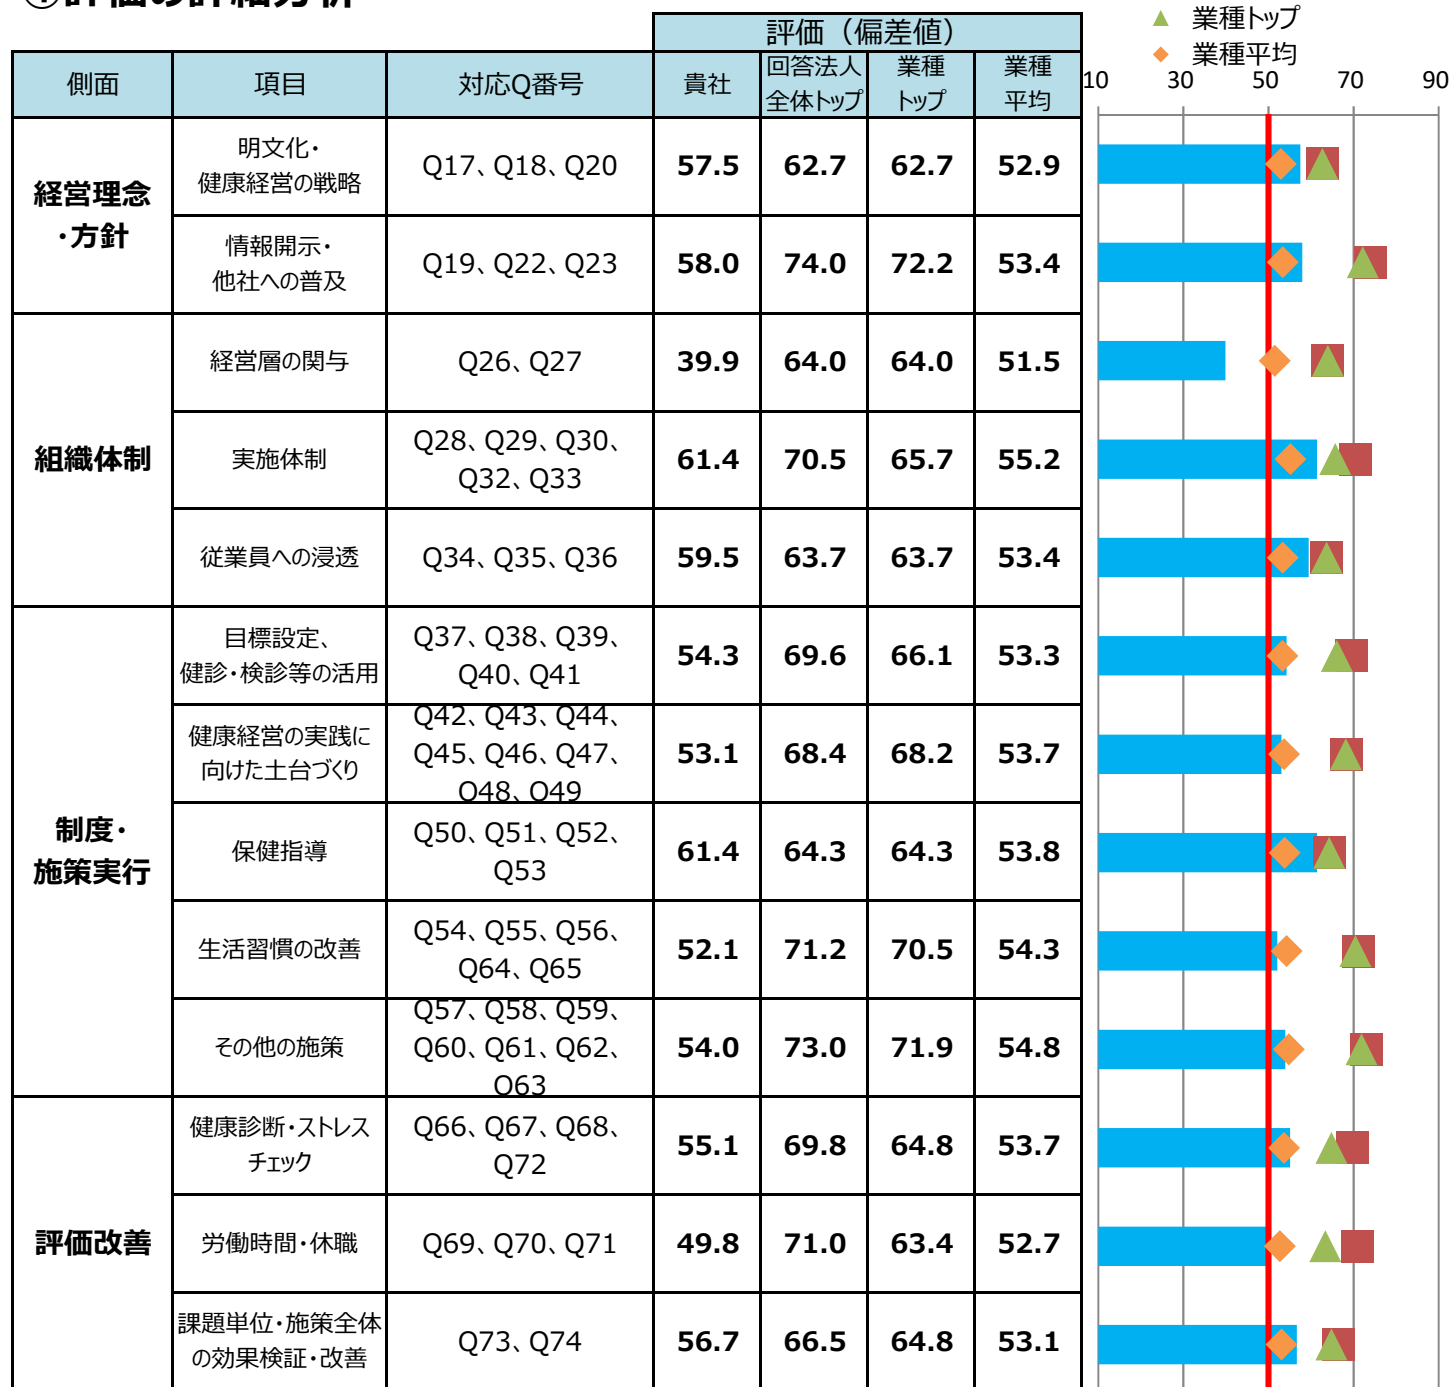 ①評価の詳細分析
業種トップ
業種平均
評価（偏差値）
側面 項目 対応Q番号 貴社 回答法人全体トップ 業種トップ 業種平均
10 30 50 70 90
経営理念・方針
明文化・健康経営の戦略 Q17、Q18、Q20 57.5 62.7 62.7 52.9
情報開示・他社への普及 Q19、Q22、Q23 58.0 74.0 72.2 53.4
組織体制
経営層の関与 Q26、Q27 39.9 64.0 64.0 51.5
実施体制 Q28、Q29、Q30、Q32、Q33 61.4 70.5 65.7 55.2
従業員への浸透 Q34、Q35、Q36 59.5 63.7 63.7 53.4
制度・施策実行
目標設定、健診・検診等の活用 Q37、Q38、Q39、Q40、Q41 54.3 69.6 66.1 53.3
健康経営の実践に向けた土台づくり Q42、Q43、Q44、Q45、Q46、Q47、Q48、Q49 53.1 68.4 68.2 53.7
保健指導 Q50、Q51、Q52、Q53 61.4 64.3 64.3 53.8
生活習慣の改善 Q54、Q55、Q56、Q64、Q65 52.1 71.2 70.5 54.3
その他の施策 Q57、Q58、Q59、Q60、Q61、Q62、Q63 54.0 73.0 71.9 54.8
評価改善
健康診断・ストレスチェック Q66、Q67、Q68、Q72 55.1 69.8 64.8 53.7
労働時間・休職 Q69、Q70、Q71 49.8 71.0 63.4 52.7
課題単位・施策全体の効果検証・改善 Q73、Q74 56.7 66.5 64.8 53.1